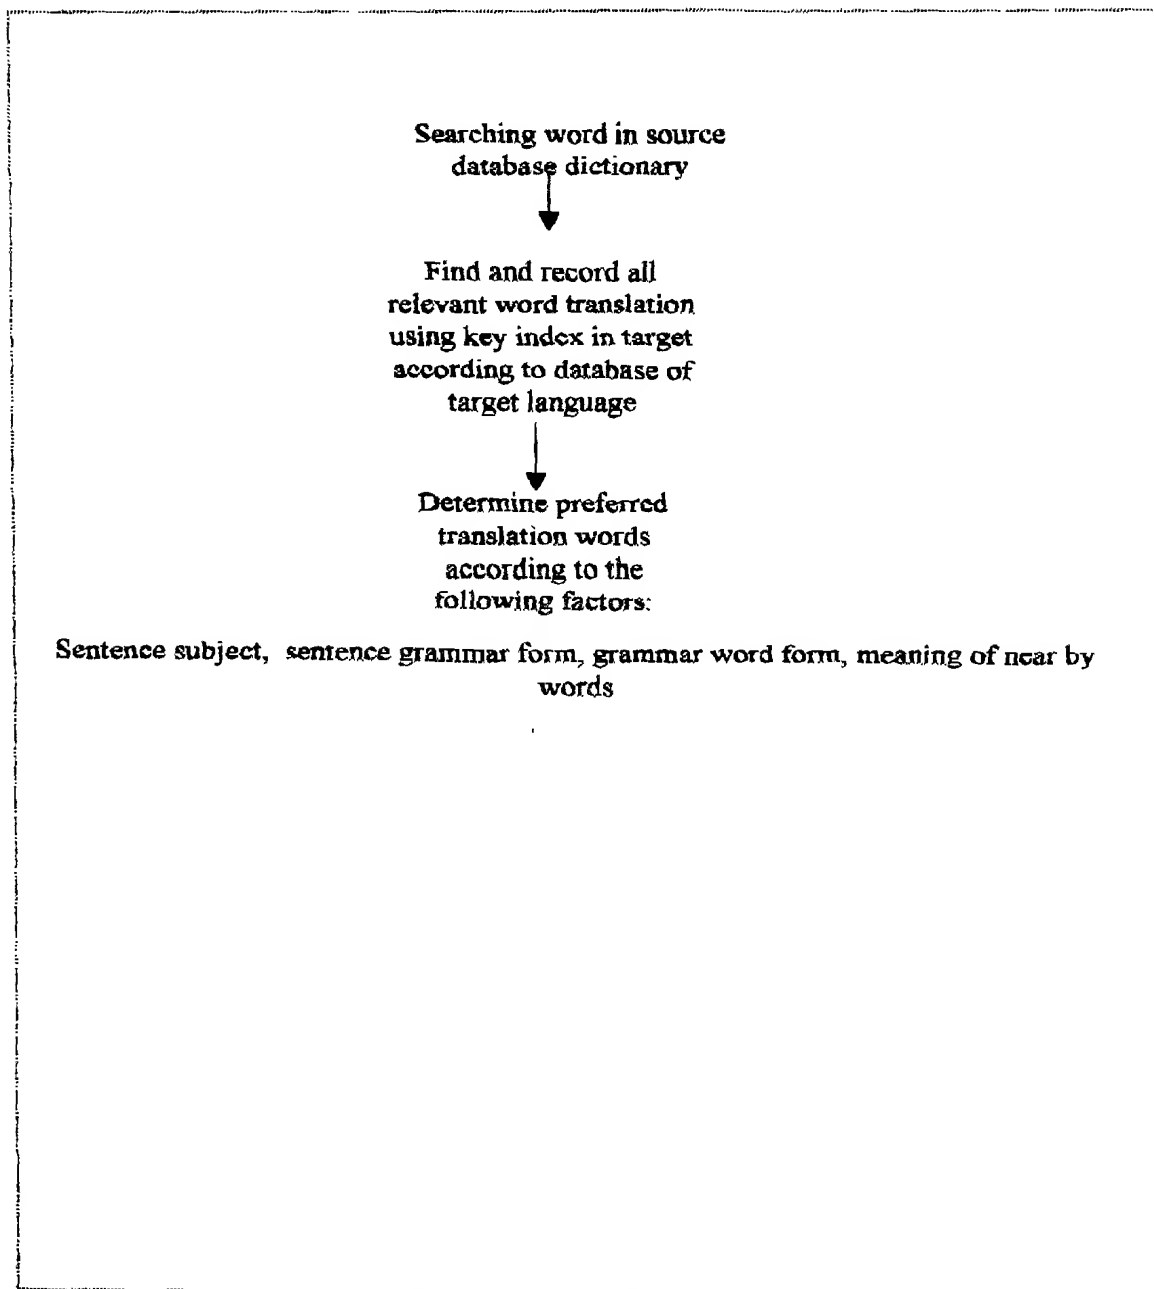 Searching word in source
database dictionary
Find and record all
relevant word translation
using key index in target
according to database of
target language
Determine preferred
translation words
according to the
following factors:
Sentence subject, sentence grammar form, grammar word form, meaning of near by
words